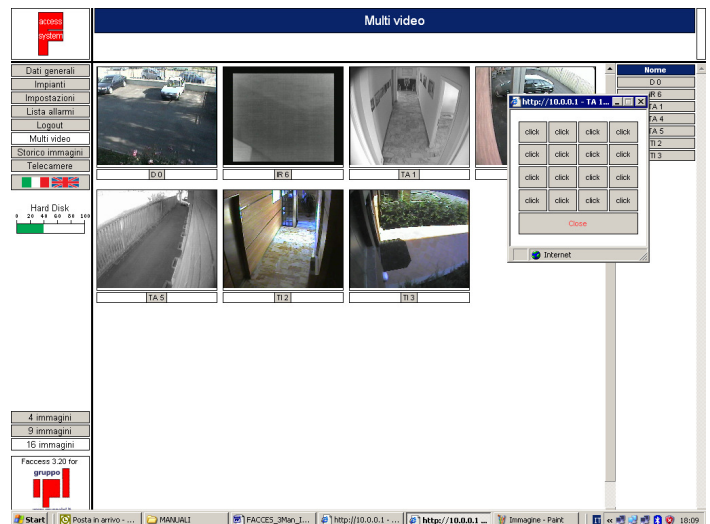 access
system
Multi video
Dati generali
Impianti
Impostazioni
Lista allarmi
Logout
Multi video
Storico immagini
Telecamere
Hard Disk
0 20 40 60 80 100
4 immagini
9 immagini
16 immagini
Faccess 3.20 for
gruppo
D 0
IR 6
TA 1
TA 5
TI 2
TI 3
Nome
D 0
IR 6
TA 1
TA 4
TA 5
TI 2
TI 3
http://10.0.0.1 - TA 1...
click click click click
click click click click
click click click click
click click click click
Close
Internet
Start
Posta in arrivo - ...
MANUALI
FACCES_3Man_I...
http://10.0.0.1 - ...
http://10.0.0.1 ...
Immagine - Paint
18:09